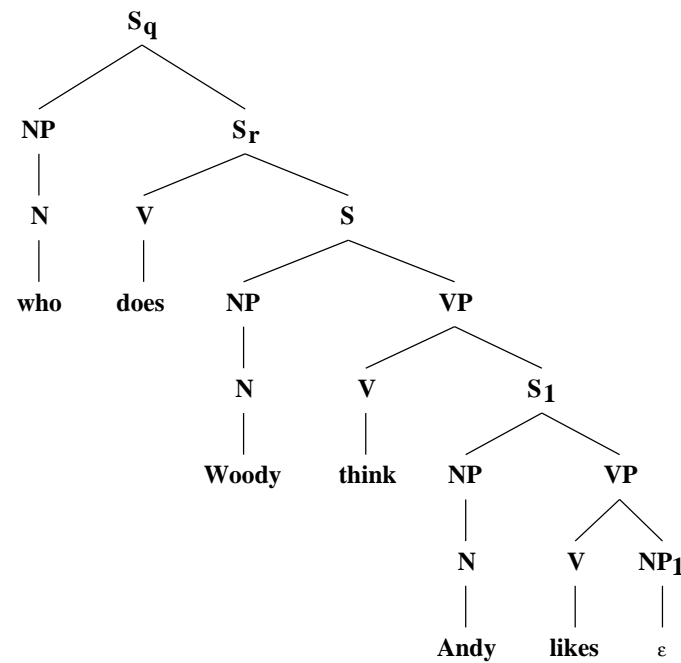 Sq
NP Sr
N V S
who does NP VP
N V S1
Woody think NP VP
N V NP1
Andy likes ε